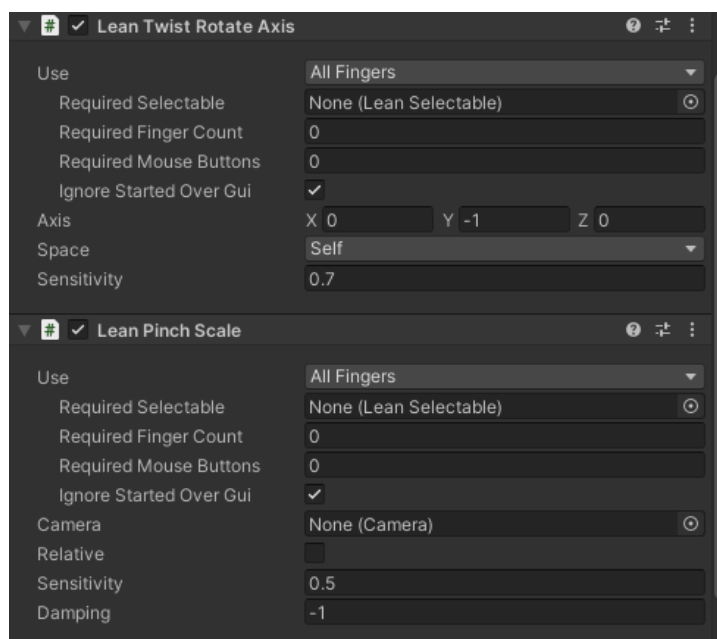 Lean Twist Rotate Axis
Use All Fingers
Required Selectable None (Lean Selectable)
Required Finger Count 0
Required Mouse Buttons 0
Ignore Started Over Gui
Axis X 0 Y -1 Z 0
Space Self
Sensitivity 0.7
Lean Pinch Scale
Use All Fingers
Required Selectable None (Lean Selectable)
Required Finger Count 0
Required Mouse Buttons 0
Ignore Started Over Gui
Camera None (Camera)
Relative
Sensitivity 0.5
Damping -1